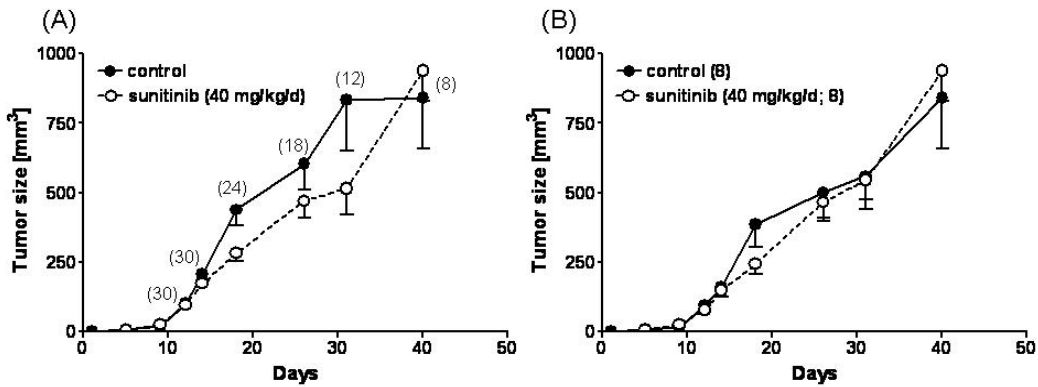 (A)
1000
750
500
250
0
Tumor size [mm³]
control
sunitinib (40 mg/kg/d)
(30)
(30)
(24)
(18)
(12)
(8)
0 10 20 30 40 50
Days
(B)
1000
750
500
250
0
Tumor size [mm³]
control (8)
sunitinib (40 mg/kg/d; 8)
0 10 20 30 40 50
Days